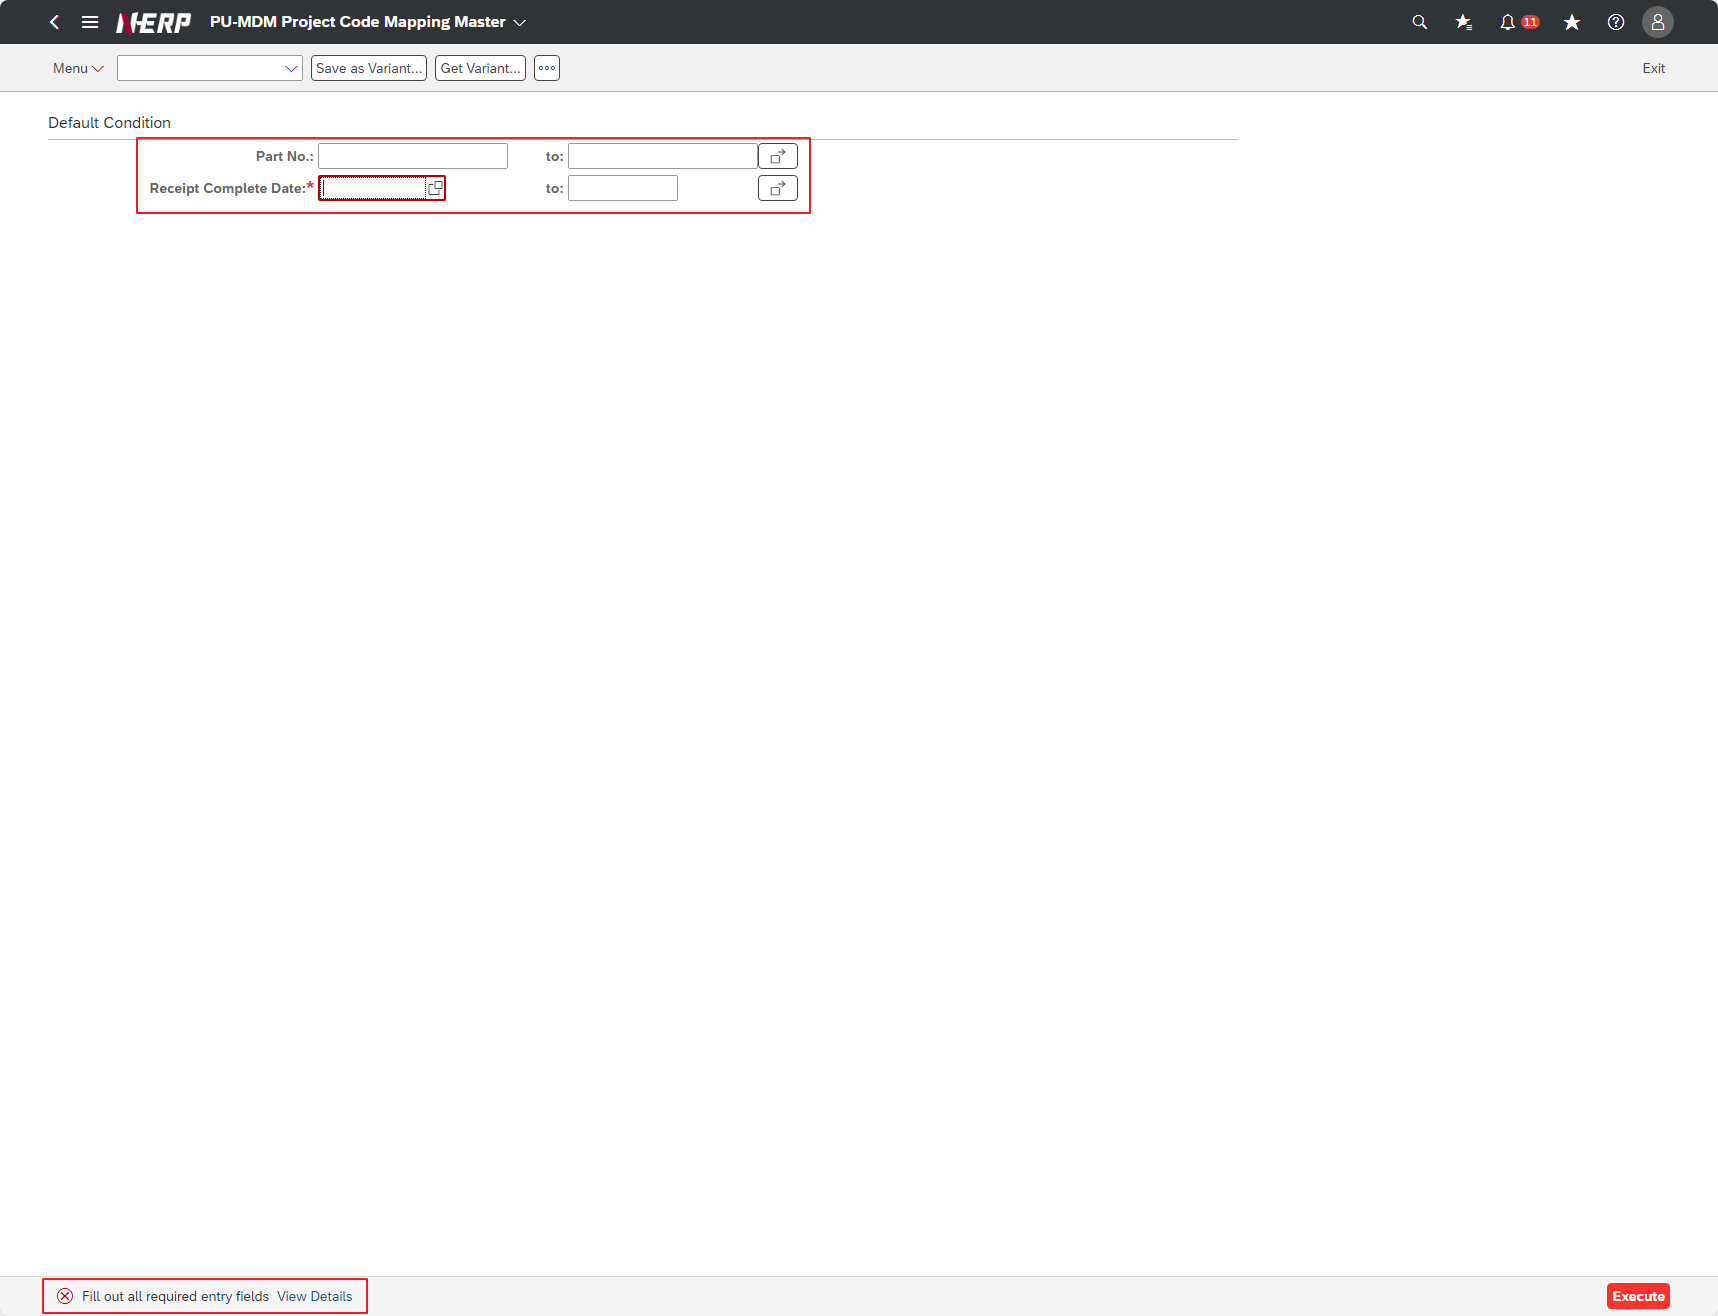 NERP PU-MDM Project Code Mapping Master 11
Menu Save as Variant... Get Variant... Exit
Default Condition
Part No.: to:
Receipt Complete Date:* to:
Fill out all required entry fields View Details Execute